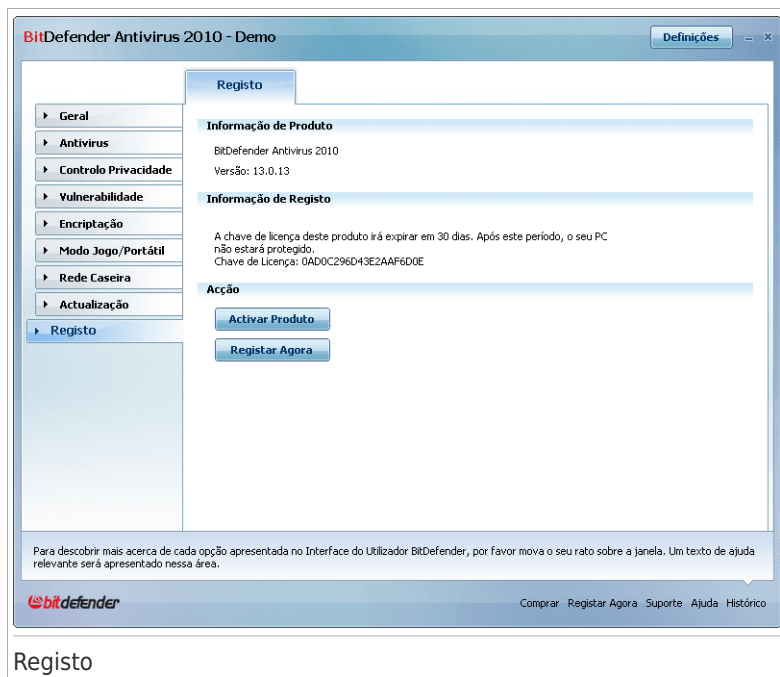 BitDefender Antivirus 2010 - Demo
Definições
Registo
Geral
Antivirus
Controlo Privacidade
Vulnerabilidade
Encriptação
Modo Jogo/Portátil
Rede Caseira
Actualização
Registo
Informação de Produto
BitDefender Antivirus 2010
Versão: 13.0.13
Informação de Registo
A chave de licença deste produto irá expirar em 30 dias. Após este período, o seu PC
não estará protegido.
Chave de Licença: 0AD0C296D43E2AAF6D0E
Acção
Activar Produto
Registar Agora
Para descobrir mais acerca de cada opção apresentada no Interface do Utilizador BitDefender, por favor mova o seu rato sobre a janela. Um texto de ajuda
relevante será apresentado nessa área.
bitdefender
Comprar Registar Agora Suporte Ajuda Histórico
Registo